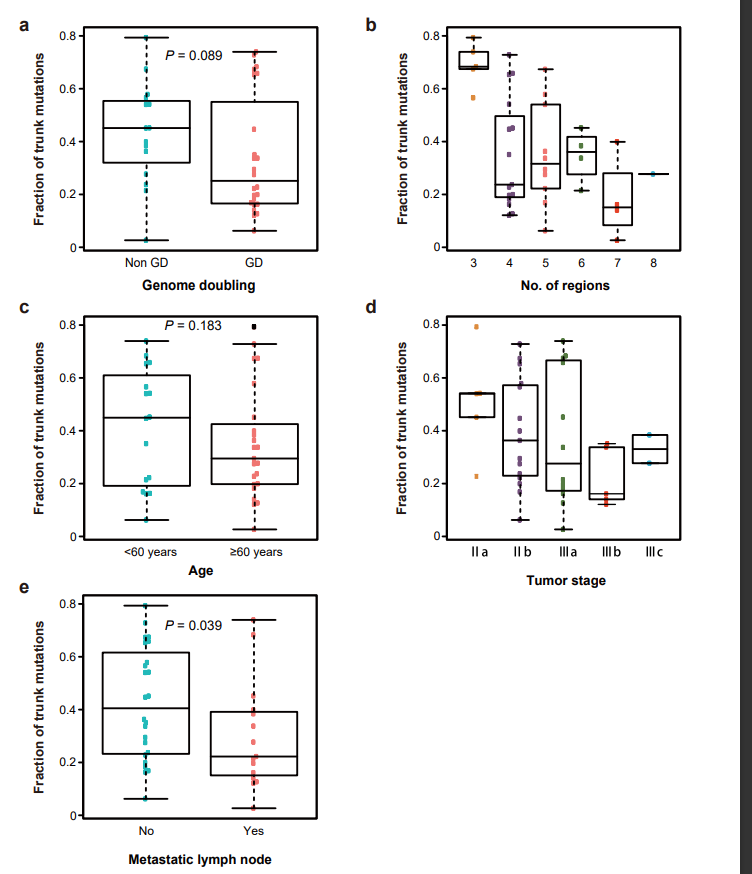 a
Fraction of trunk mutations
0.8
0.6
0.4
0.2
0
P = 0.089
Non GD
GD
Genome doubling
b
Fraction of trunk mutations
0.8
0.6
0.4
0.2
0
3 4 5 6 7 8
No. of regions
c
Fraction of trunk mutations
0.8
0.6
0.4
0.2
0
P = 0.183
<60 years
≥60 years
Age
d
Fraction of trunk mutations
0.8
0.6
0.4
0.2
0
IIa IIb IIIa IIIb IIIc
Tumor stage
e
Fraction of trunk mutations
0.8
0.6
0.4
0.2
0
P = 0.039
No
Yes
Metastatic lymph node